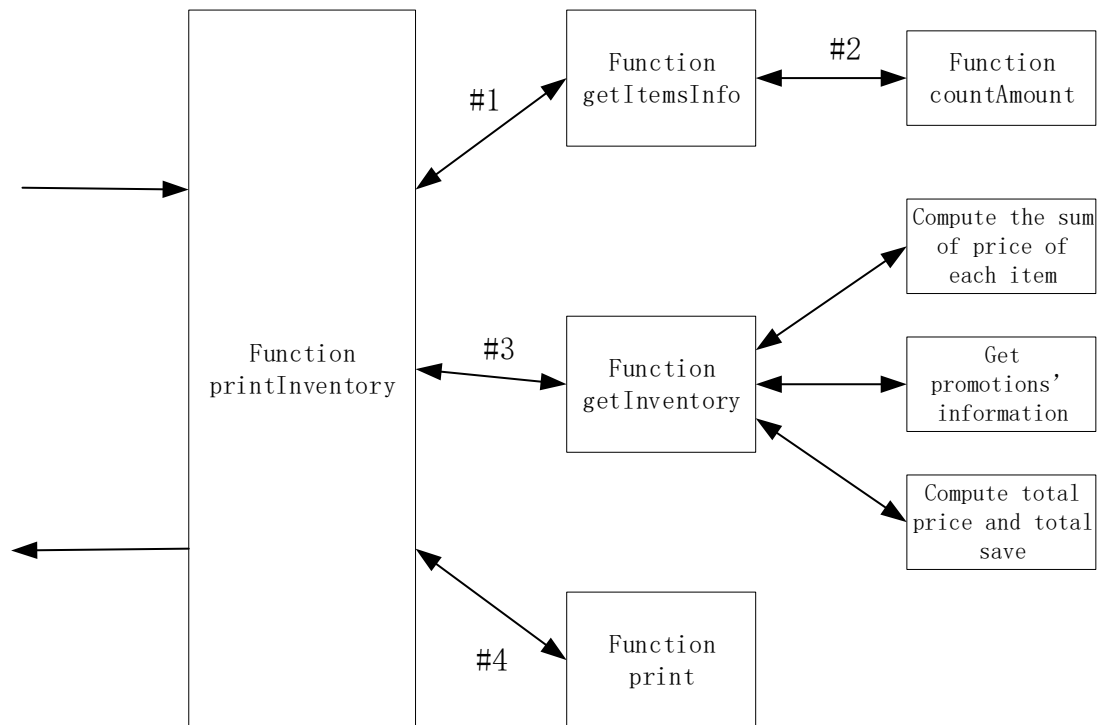 Function
printInventory
#1
Function
getItemsInfo
#2
Function
countAmount
#3
Function
getInventory
Compute the sum
of price of
each item
Get
promotions’
information
Compute total
price and total
save
#4
Function
print